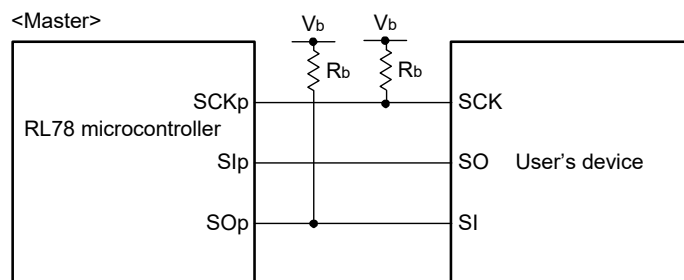 <Master>
Vb
Vb
Rb
Rb
SCKp
SCK
RL78 microcontroller
SIp
SO
User's device
SOp
SI